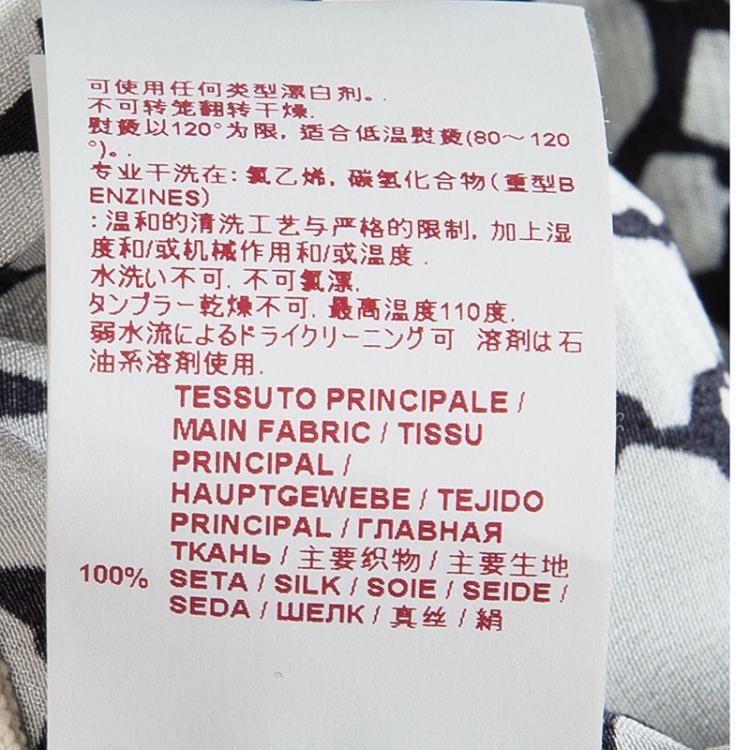 可使用任何类型漂白剂。.
不可转笼翻转干燥.
熨烫以120°为限, 适合低温熨烫(80～120
°)。.
专业干洗在: 氯乙烯, 碳氢化合物(重型B
ENZINES)
: 温和的清洗工艺与严格的限制, 加上湿
度和/或机械作用和/或温度 .
水洗い不可. 不可氯漂.
タンブラー乾燥不可. 最高温度110度.
弱水流によるドライクリーニング可 溶剤は石
油系溶剤使用.
TESSUTO PRINCIPALE /
MAIN FABRIC / TISSU
PRINCIPAL /
HAUPTGEWEBE / TEJIDO
PRINCIPAL / ГЛАВНАЯ
ТКАНЬ / 主要织物 / 主要生地
100% SETA / SILK / SOIE / SEIDE /
SEDA / ШЕЛК / 真丝 / 絹